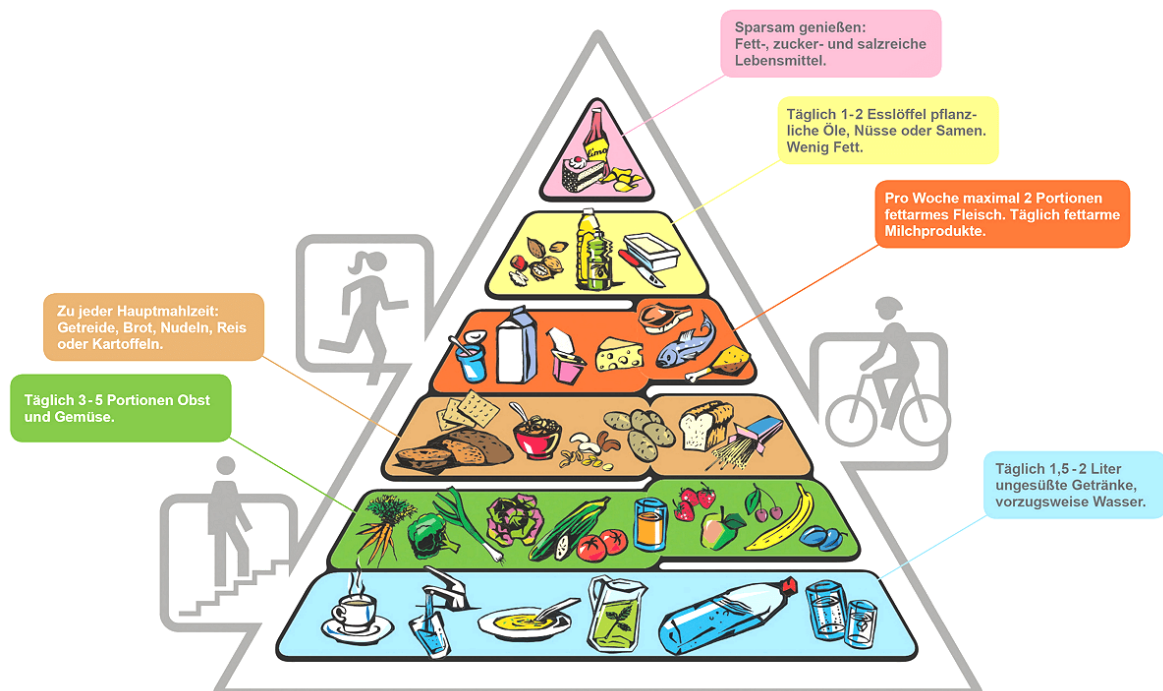 Sparsam genießen:
Fett-, zucker- und salzreiche
Lebensmittel.
Täglich 1-2 Esslöffel pflanz-
liche Öle, Nüsse oder Samen.
Wenig Fett.
Limo
Pro Woche maximal 2 Portionen
fettarmes Fleisch. Täglich fettarme
Milchprodukte.
Zu jeder Hauptmahlzeit:
Getreide, Brot, Nudeln, Reis
oder Kartoffeln.
Täglich 3-5 Portionen Obst
und Gemüse.
Täglich 1,5-2 Liter
ungesüßte Getränke,
vorzugsweise Wasser.